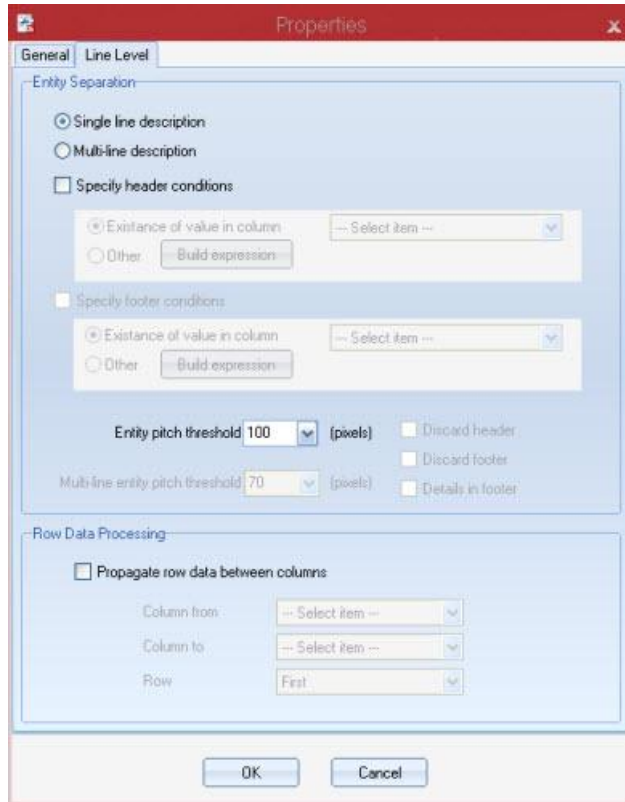 Properties
General Line Level
Entity Separation
Single line description
Multi-line description
Specify header conditions
Existance of value in column --- Select item ---
Other Build expression
Specify footer conditions
Existance of value in column --- Select item ---
Other Build expression
Entity pitch threshold 100 (pixels) Discard header
Discard footer
Multi-line entity pitch threshold 70 (pixels) Details in footer
Row Data Processing
Propagate row data between columns
Column from --- Select item ---
Column to --- Select item ---
Row First
OK Cancel